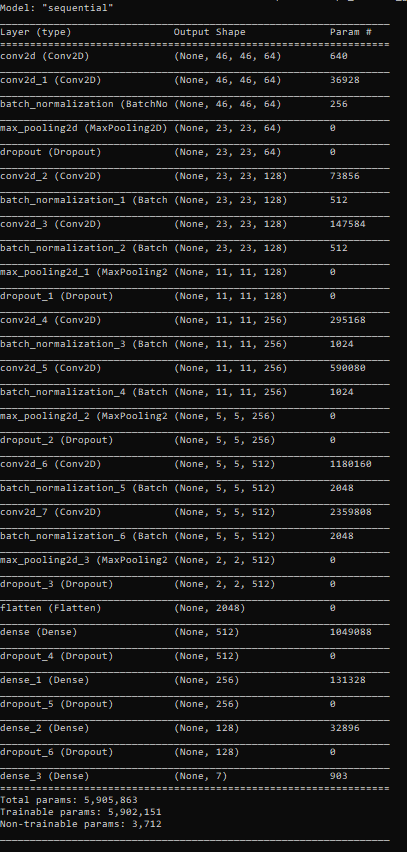 Model: "sequential"
Layer (type) Output Shape Param #
conv2d (Conv2D) (None, 46, 46, 64) 640
conv2d_1 (Conv2D) (None, 46, 46, 64) 36928
batch_normalization (BatchNo (None, 46, 46, 64) 256
max_pooling2d (MaxPooling2D) (None, 23, 23, 64) 0
dropout (Dropout) (None, 23, 23, 64) 0
conv2d_2 (Conv2D) (None, 23, 23, 128) 73856
batch_normalization_1 (Batch (None, 23, 23, 128) 512
conv2d_3 (Conv2D) (None, 23, 23, 128) 147584
batch_normalization_2 (Batch (None, 23, 23, 128) 512
max_pooling2d_1 (MaxPooling2 (None, 11, 11, 128) 0
dropout_1 (Dropout) (None, 11, 11, 128) 0
conv2d_4 (Conv2D) (None, 11, 11, 256) 295168
batch_normalization_3 (Batch (None, 11, 11, 256) 1024
conv2d_5 (Conv2D) (None, 11, 11, 256) 590080
batch_normalization_4 (Batch (None, 11, 11, 256) 1024
max_pooling2d_2 (MaxPooling2 (None, 5, 5, 256) 0
dropout_2 (Dropout) (None, 5, 5, 256) 0
conv2d_6 (Conv2D) (None, 5, 5, 512) 1180160
batch_normalization_5 (Batch (None, 5, 5, 512) 2048
conv2d_7 (Conv2D) (None, 5, 5, 512) 2359808
batch_normalization_6 (Batch (None, 5, 5, 512) 2048
max_pooling2d_3 (MaxPooling2 (None, 2, 2, 512) 0
dropout_3 (Dropout) (None, 2, 2, 512) 0
flatten (Flatten) (None, 2048) 0
dense (Dense) (None, 512) 1049088
dropout_4 (Dropout) (None, 512) 0
dense_1 (Dense) (None, 256) 131328
dropout_5 (Dropout) (None, 256) 0
dense_2 (Dense) (None, 128) 32896
dropout_6 (Dropout) (None, 128) 0
dense_3 (Dense) (None, 7) 903
Total params: 5,905,863
Trainable params: 5,902,151
Non-trainable params: 3,712